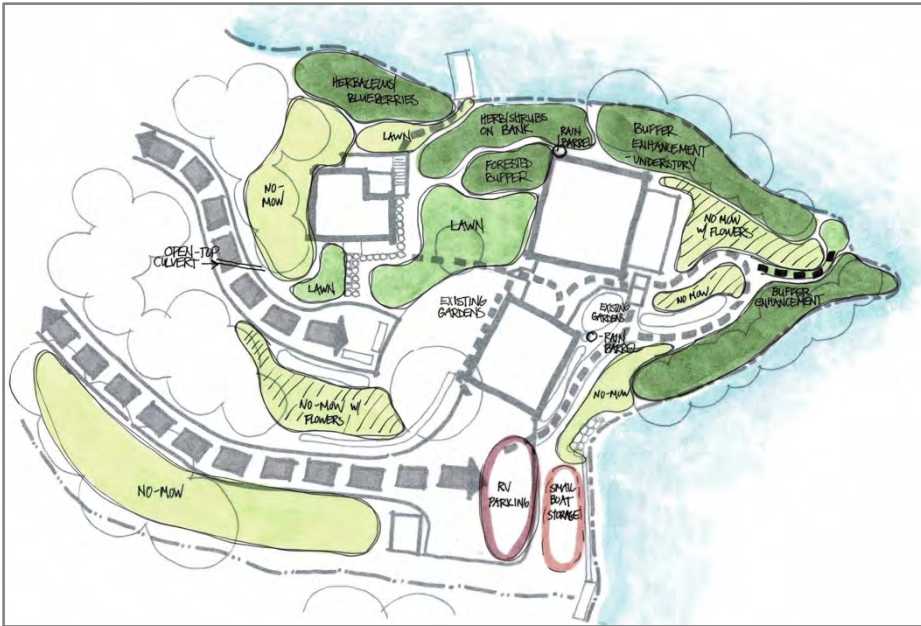 HERBACEOUS/
BLUEBERRIES
LAWN
HERB/SHRUBS
ON BANK
RAIN
BARREL
BUFFER
ENHANCEMENT
-UNDERSTORY
FORESTED
BUFFER
NO-
MOW
LAWN
NO MOW
W/ FLOWERS
OPEN-TOP
CULVERT
LAWN
EXISTING
GARDENS
NO MOW
BUFFER
ENHANCEMENT
EXISTING
GARDENS
RAIN
BARREL
NO-MOW
NO-MOW W/
FLOWERS
NO-MOW
RV
PARKING
SMALL
BOAT
STORAGE